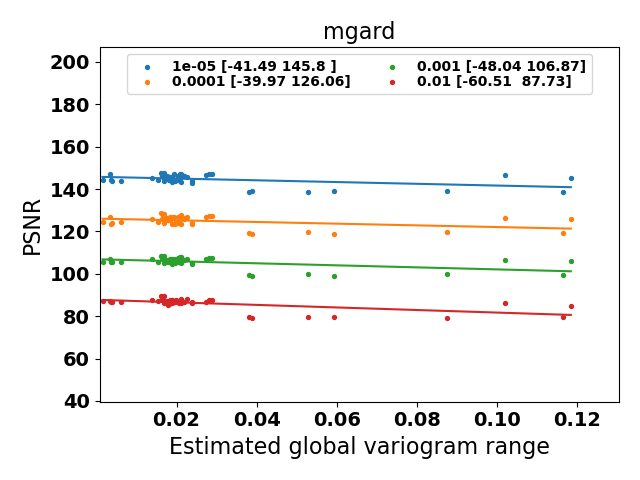 mgard
1e-05 [-41.49 145.8 ]
0.0001 [-39.97 126.06]
0.001 [-48.04 106.87]
0.01 [-60.51  87.73]
PSNR
200
180
160
140
120
100
80
60
40
0.02 0.04 0.06 0.08 0.10 0.12
Estimated global variogram range